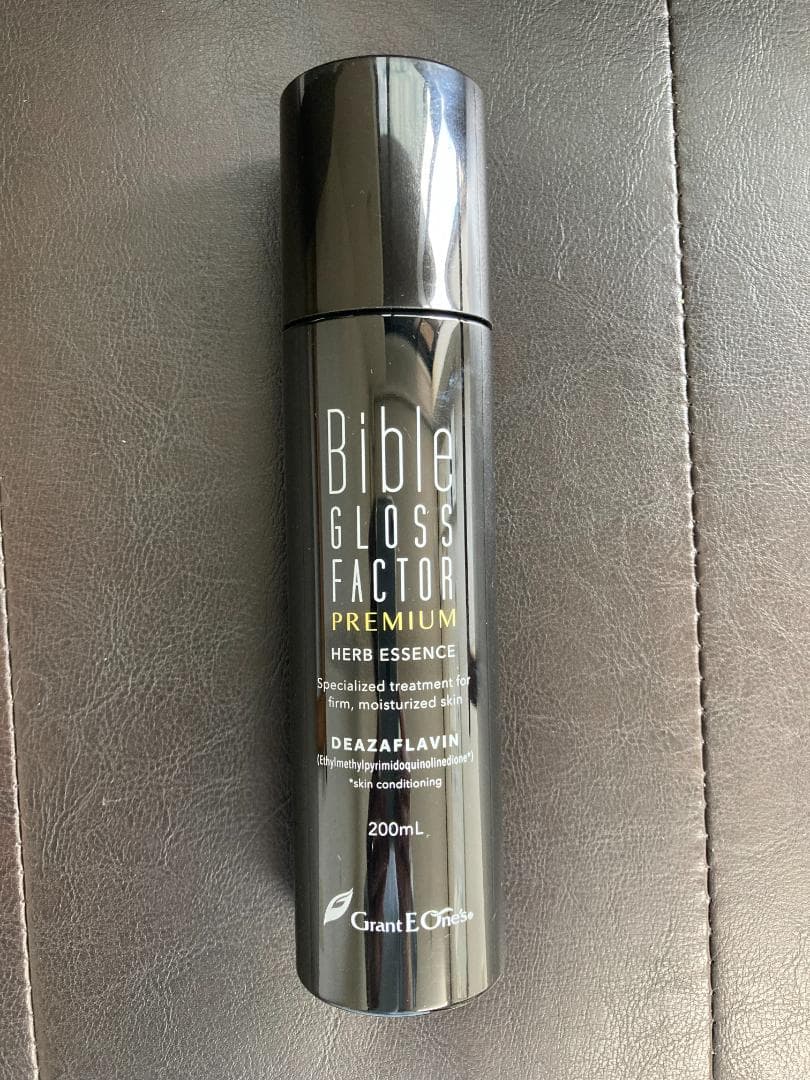 Bible
GLOSS
FACTOR
PREMIUM
HERB ESSENCE
Specialized treatment for
firm, moisturized skin
DEAZAFLAVIN
(Ethylmethylpyrimidoquinolinedione*)
*skin conditioning
200mL
Grant E One's®